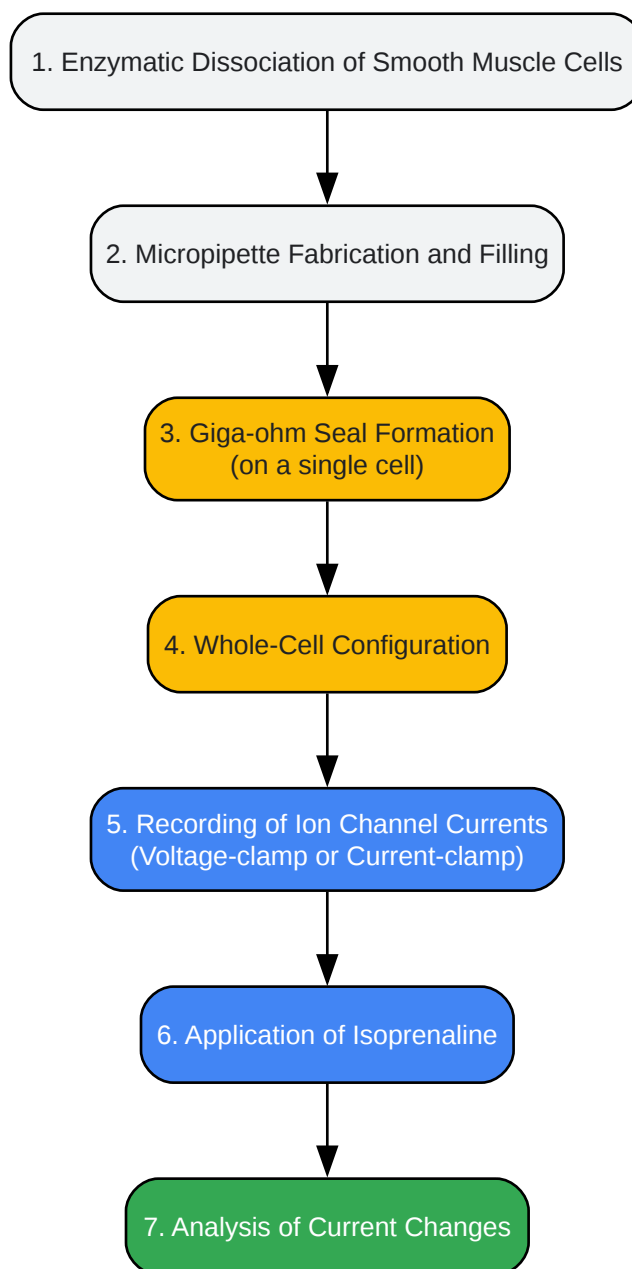 1. Enzymatic Dissociation of Smooth Muscle Cells
2. Micropipette Fabrication and Filling
3. Giga-ohm Seal Formation
(on a single cell)
4. Whole-Cell Configuration
5. Recording of Ion Channel Currents
(Voltage-clamp or Current-clamp)
6. Application of Isoprenaline
7. Analysis of Current Changes